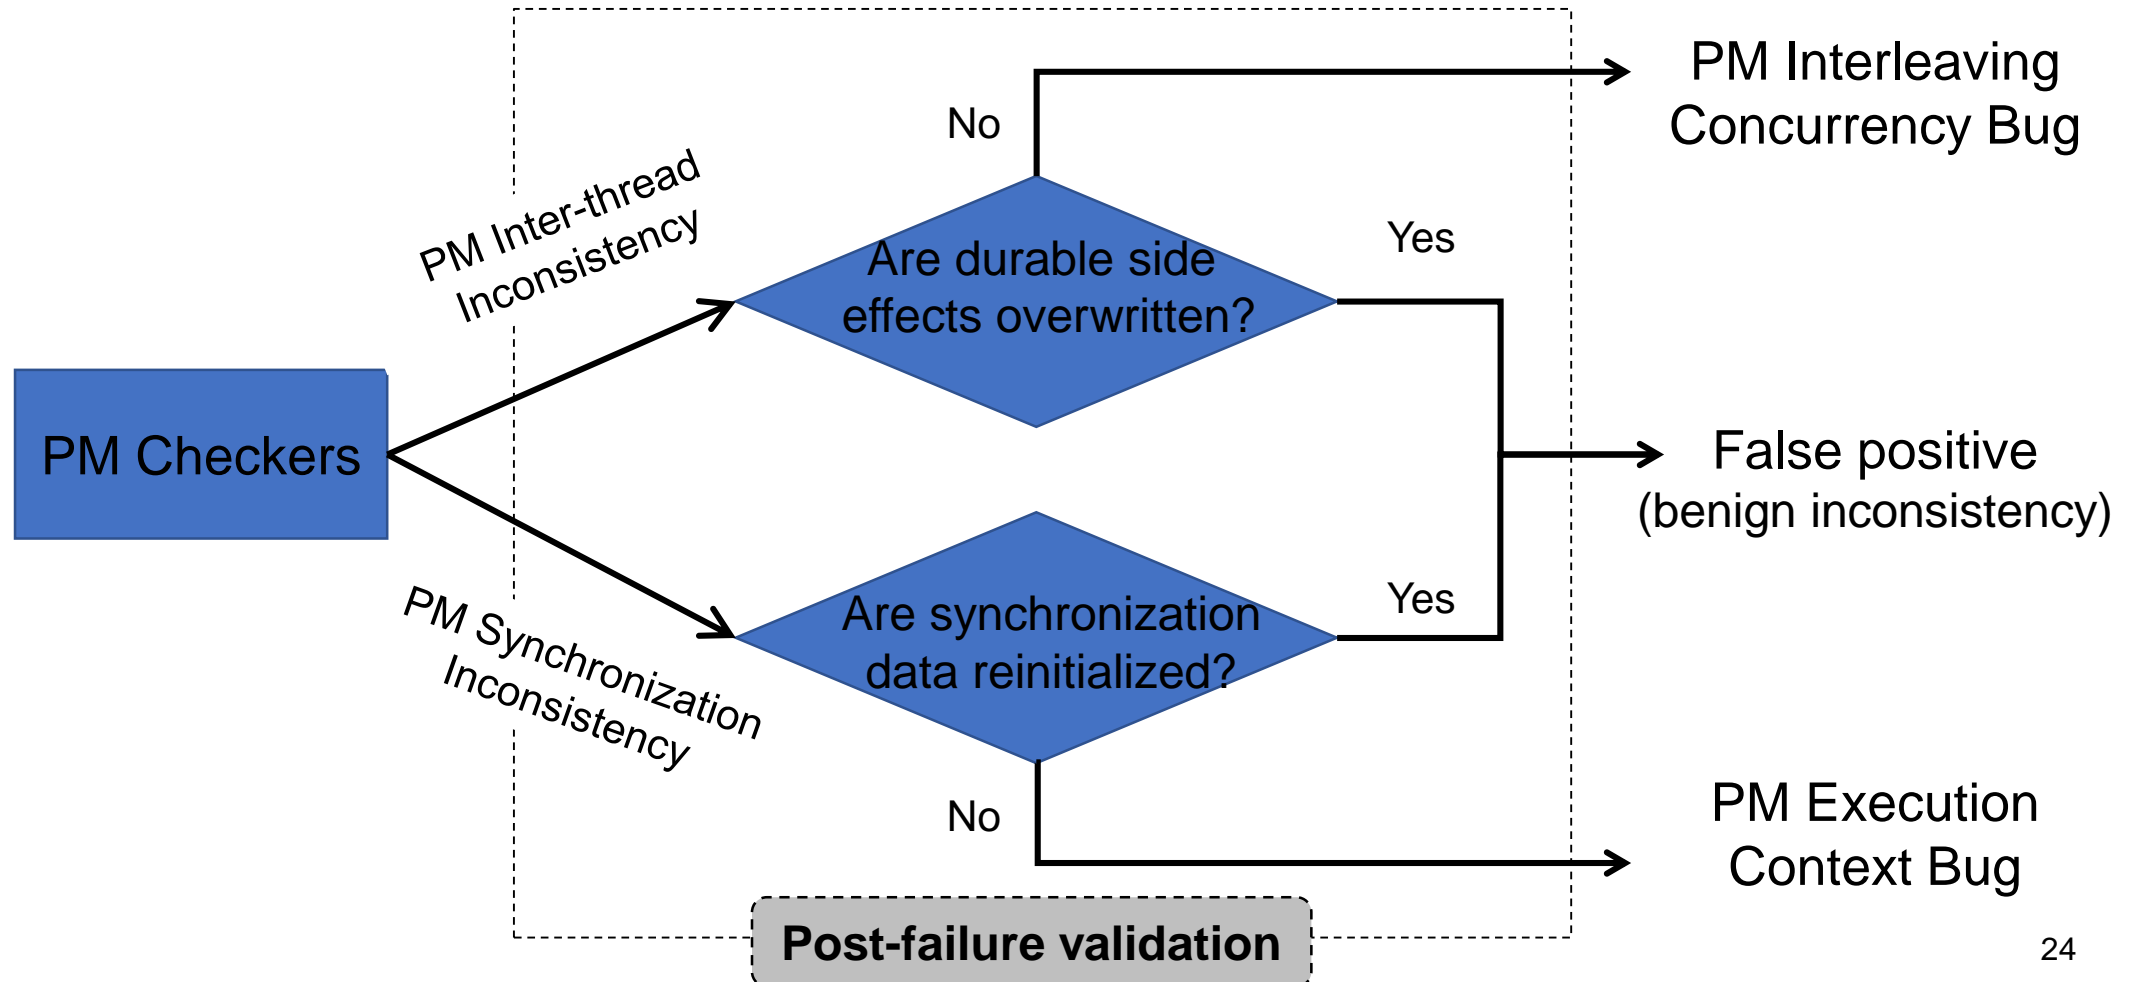 PM Checkers
PM Inter-thread
Inconsistency
PM Synchronization
Inconsistency
No
Are durable side
effects overwritten?
Yes
Are synchronization
data reinitialized?
Yes
No
PM Interleaving
Concurrency Bug
False positive
(benign inconsistency)
PM Execution
Context Bug
Post-failure validation
24